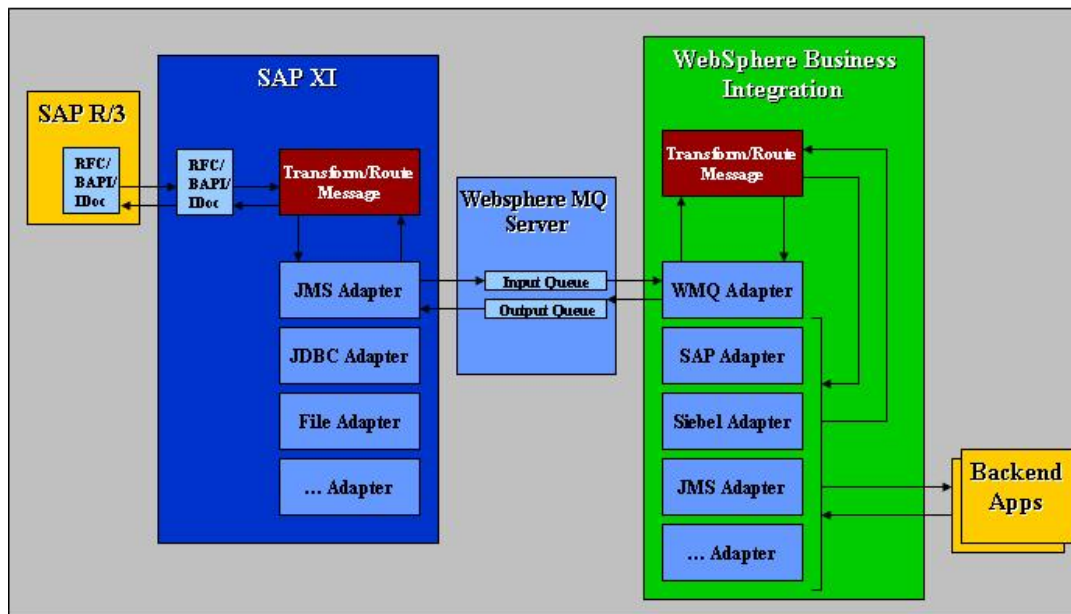 SAP R/3
RFC/
BAPI/
IDoc
SAP XI
RFC/
BAPI/
IDoc
Transform/Route
Message
JMS Adapter
JDBC Adapter
File Adapter
... Adapter
Websphere MQ
Server
Input Queue
Output Queue
WebSphere Business
Integration
Transform/Route
Message
WMQ Adapter
SAP Adapter
Siebel Adapter
JMS Adapter
... Adapter
Backend
Apps